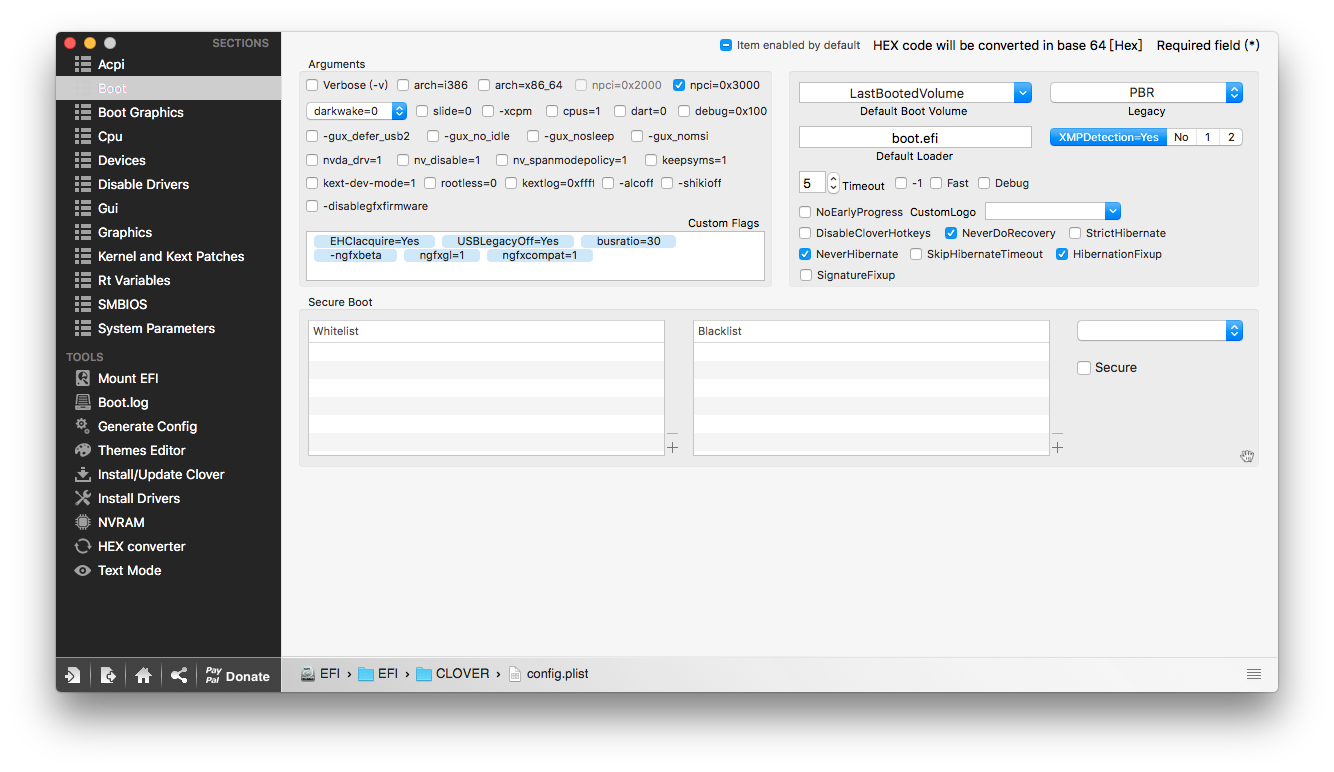 SECTIONS
Item enabled by default HEX code will be converted in base 64 [Hex] Required field (*)
Acpi
Boot
Boot Graphics
Cpu
Devices
Disable Drivers
Gui
Graphics
Kernel and Kext Patches
Rt Variables
SMBIOS
System Parameters
TOOLS
Mount EFI
Boot.log
Generate Config
Themes Editor
Install/Update Clover
Install Drivers
NVRAM
HEX converter
Text Mode
Pay
Pal Donate
Arguments
Verbose (-v) arch=i386 arch=x86_64 npci=0x2000 npci=0x3000
darkwake=0 slide=0 -xcpm cpus=1 dart=0 debug=0x100
-gux_defer_usb2 -gux_no_idle -gux_nosleep -gux_nomsi
nvda_drv=1 nv_disable=1 nv_spanmodepolicy=1 keepsyms=1
kext-dev-mode=1 rootless=0 kextlog=0xffff -alcoff -shikioff
-disablegfxfirmware
Custom Flags
EHCIacquire=Yes USBLegacyOff=Yes busratio=30
-ngfxbeta ngfxgl=1 ngfxcompat=1
LastBootedVolume PBR
Default Boot Volume Legacy
boot.efi XMPDetection=Yes No 1 2
Default Loader
5 Timeout -1 Fast Debug
NoEarlyProgress CustomLogo
DisableCloverHotkeys NeverDoRecovery StrictHibernate
NeverHibernate SkipHibernateTimeout HibernationFixup
SignatureFixup
Secure Boot
Whitelist Blacklist
Secure
EFI › EFI › CLOVER › config.plist